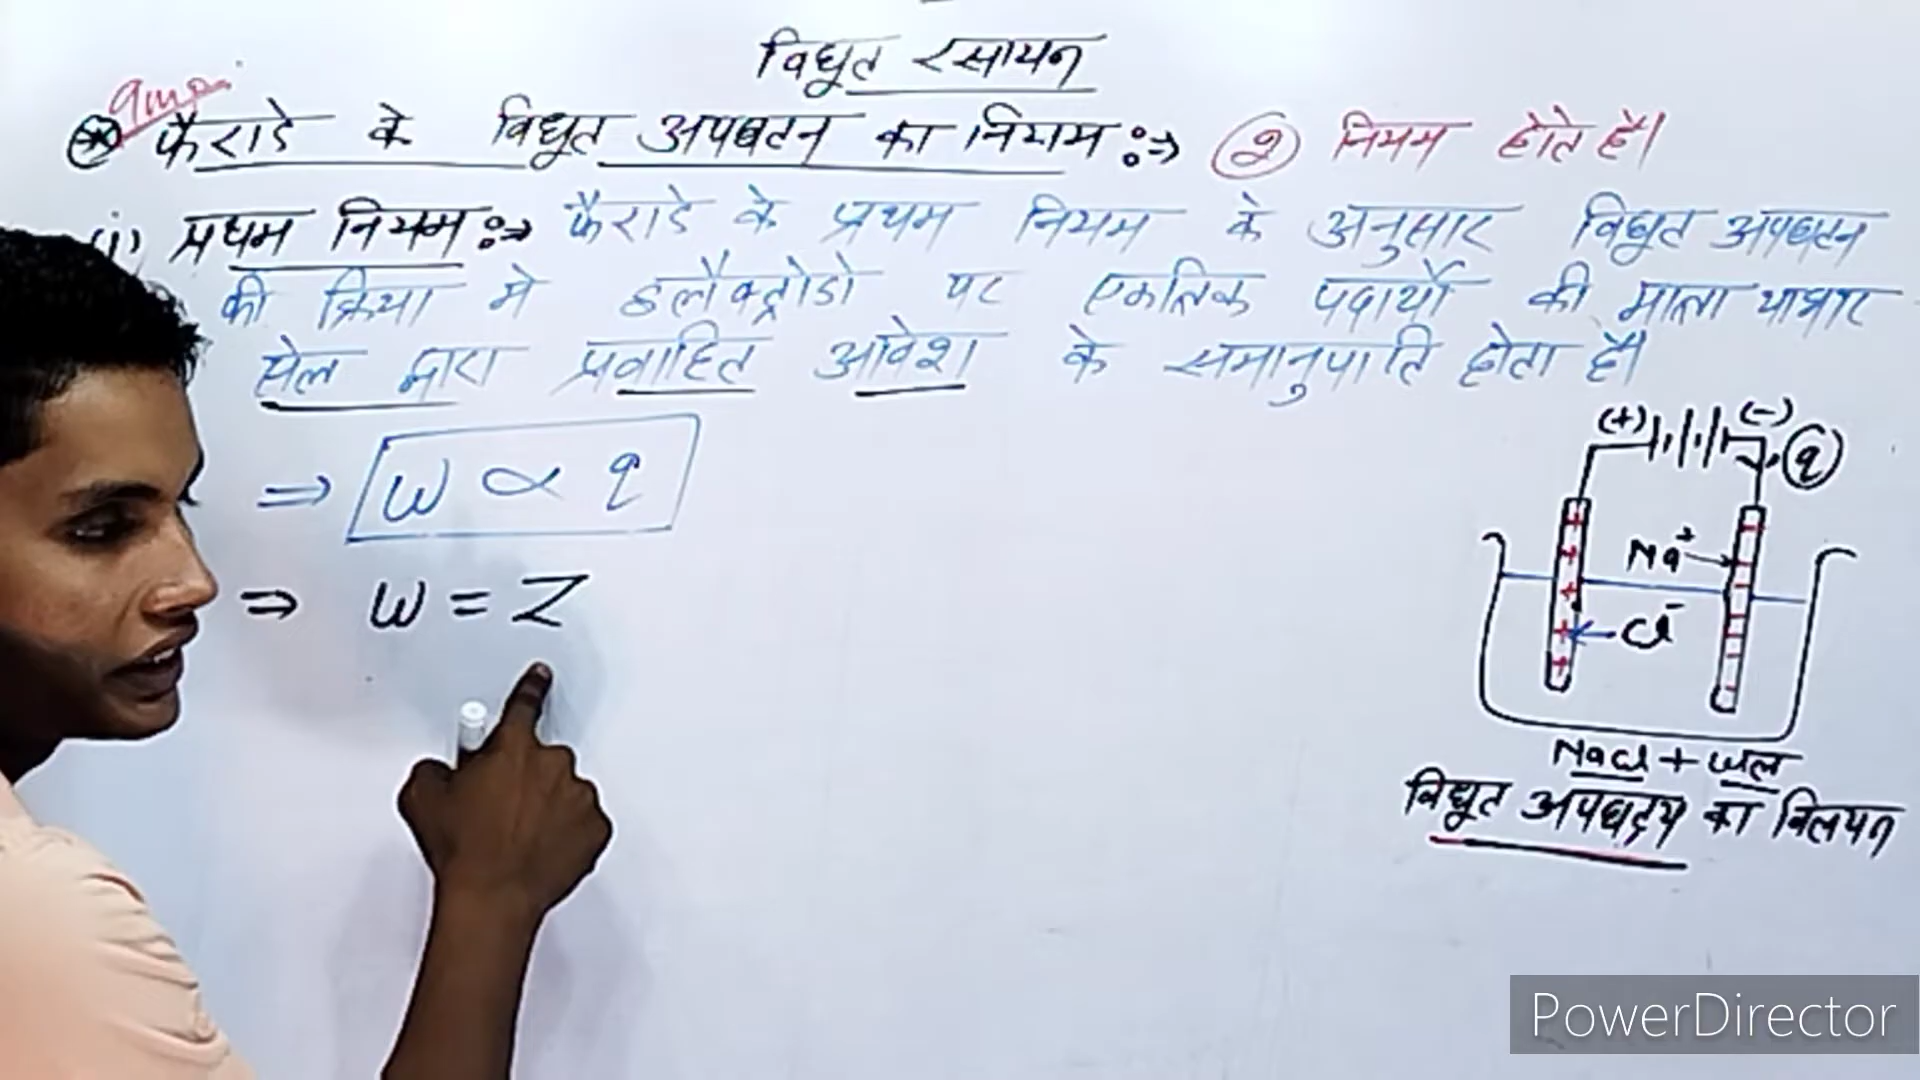 विधुत रसायन
imp.
फैराडे के विधुत अपघटन का नियम :→ ② नियम होते है।
(i) प्रथम नियम :→ फैराडे के प्रथम नियम के अनुसार विधुत अपघटन
की क्रिया मे इलैक्ट्रोडो पर एकत्रिक पदार्थो की मात्रा या भार
सेल द्वारा प्रवाहित आवेश के समानुपाति होता है।
⇒ W ∝ q
⇒ W = Z
(+) (-) q
Na⁺
Cl⁻
NaCl + जल
विधुत अपघट्य का विलयन
PowerDirector